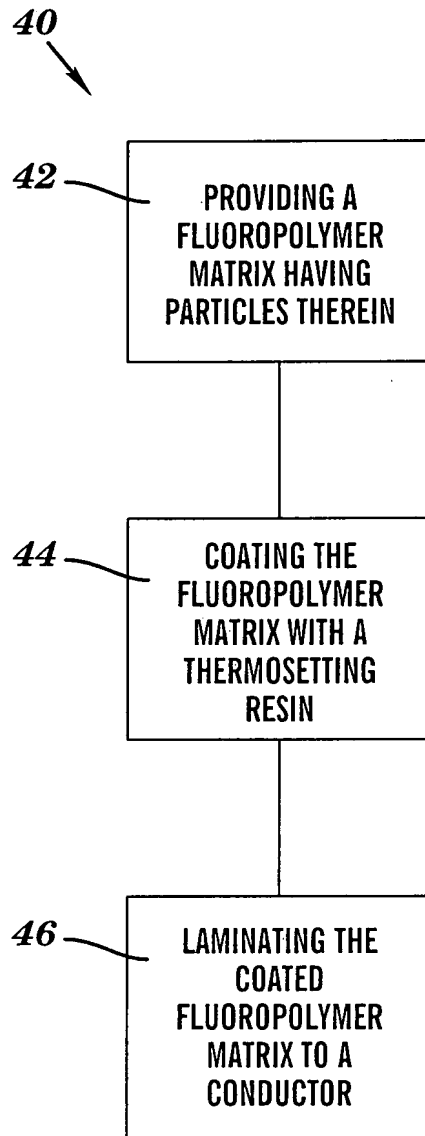 40
42
PROVIDING A
FLUOROPOLYMER
MATRIX HAVING
PARTICLES THEREIN
44
COATING THE
FLUOROPOLYMER
MATRIX WITH A
THERMOSETTING
RESIN
46
LAMINATING THE
COATED
FLUOROPOLYMER
MATRIX TO A
CONDUCTOR